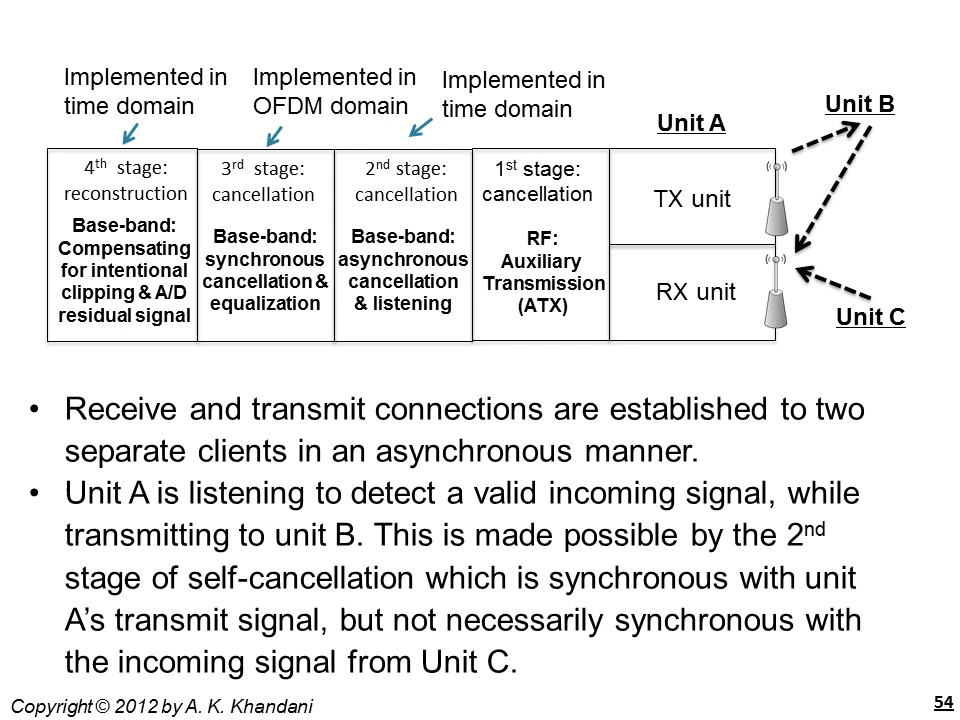 Implemented in
time domain
Implemented in
OFDM domain
Implemented in
time domain
Unit A
Unit B
4th stage:
reconstruction
Base-band:
Compensating
for intentional
clipping & A/D
residual signal
3rd stage:
cancellation
Base-band:
synchronous
cancellation &
equalization
2nd stage:
cancellation
Base-band:
asynchronous
cancellation
& listening
1st stage:
cancellation
RF:
Auxiliary
Transmission
(ATX)
TX unit
RX unit
Unit C
• Receive and transmit connections are established to two
separate clients in an asynchronous manner.
• Unit A is listening to detect a valid incoming signal, while
transmitting to unit B. This is made possible by the 2nd
stage of self-cancellation which is synchronous with unit
A’s transmit signal, but not necessarily synchronous with
the incoming signal from Unit C.
Copyright © 2012 by A. K. Khandani
54